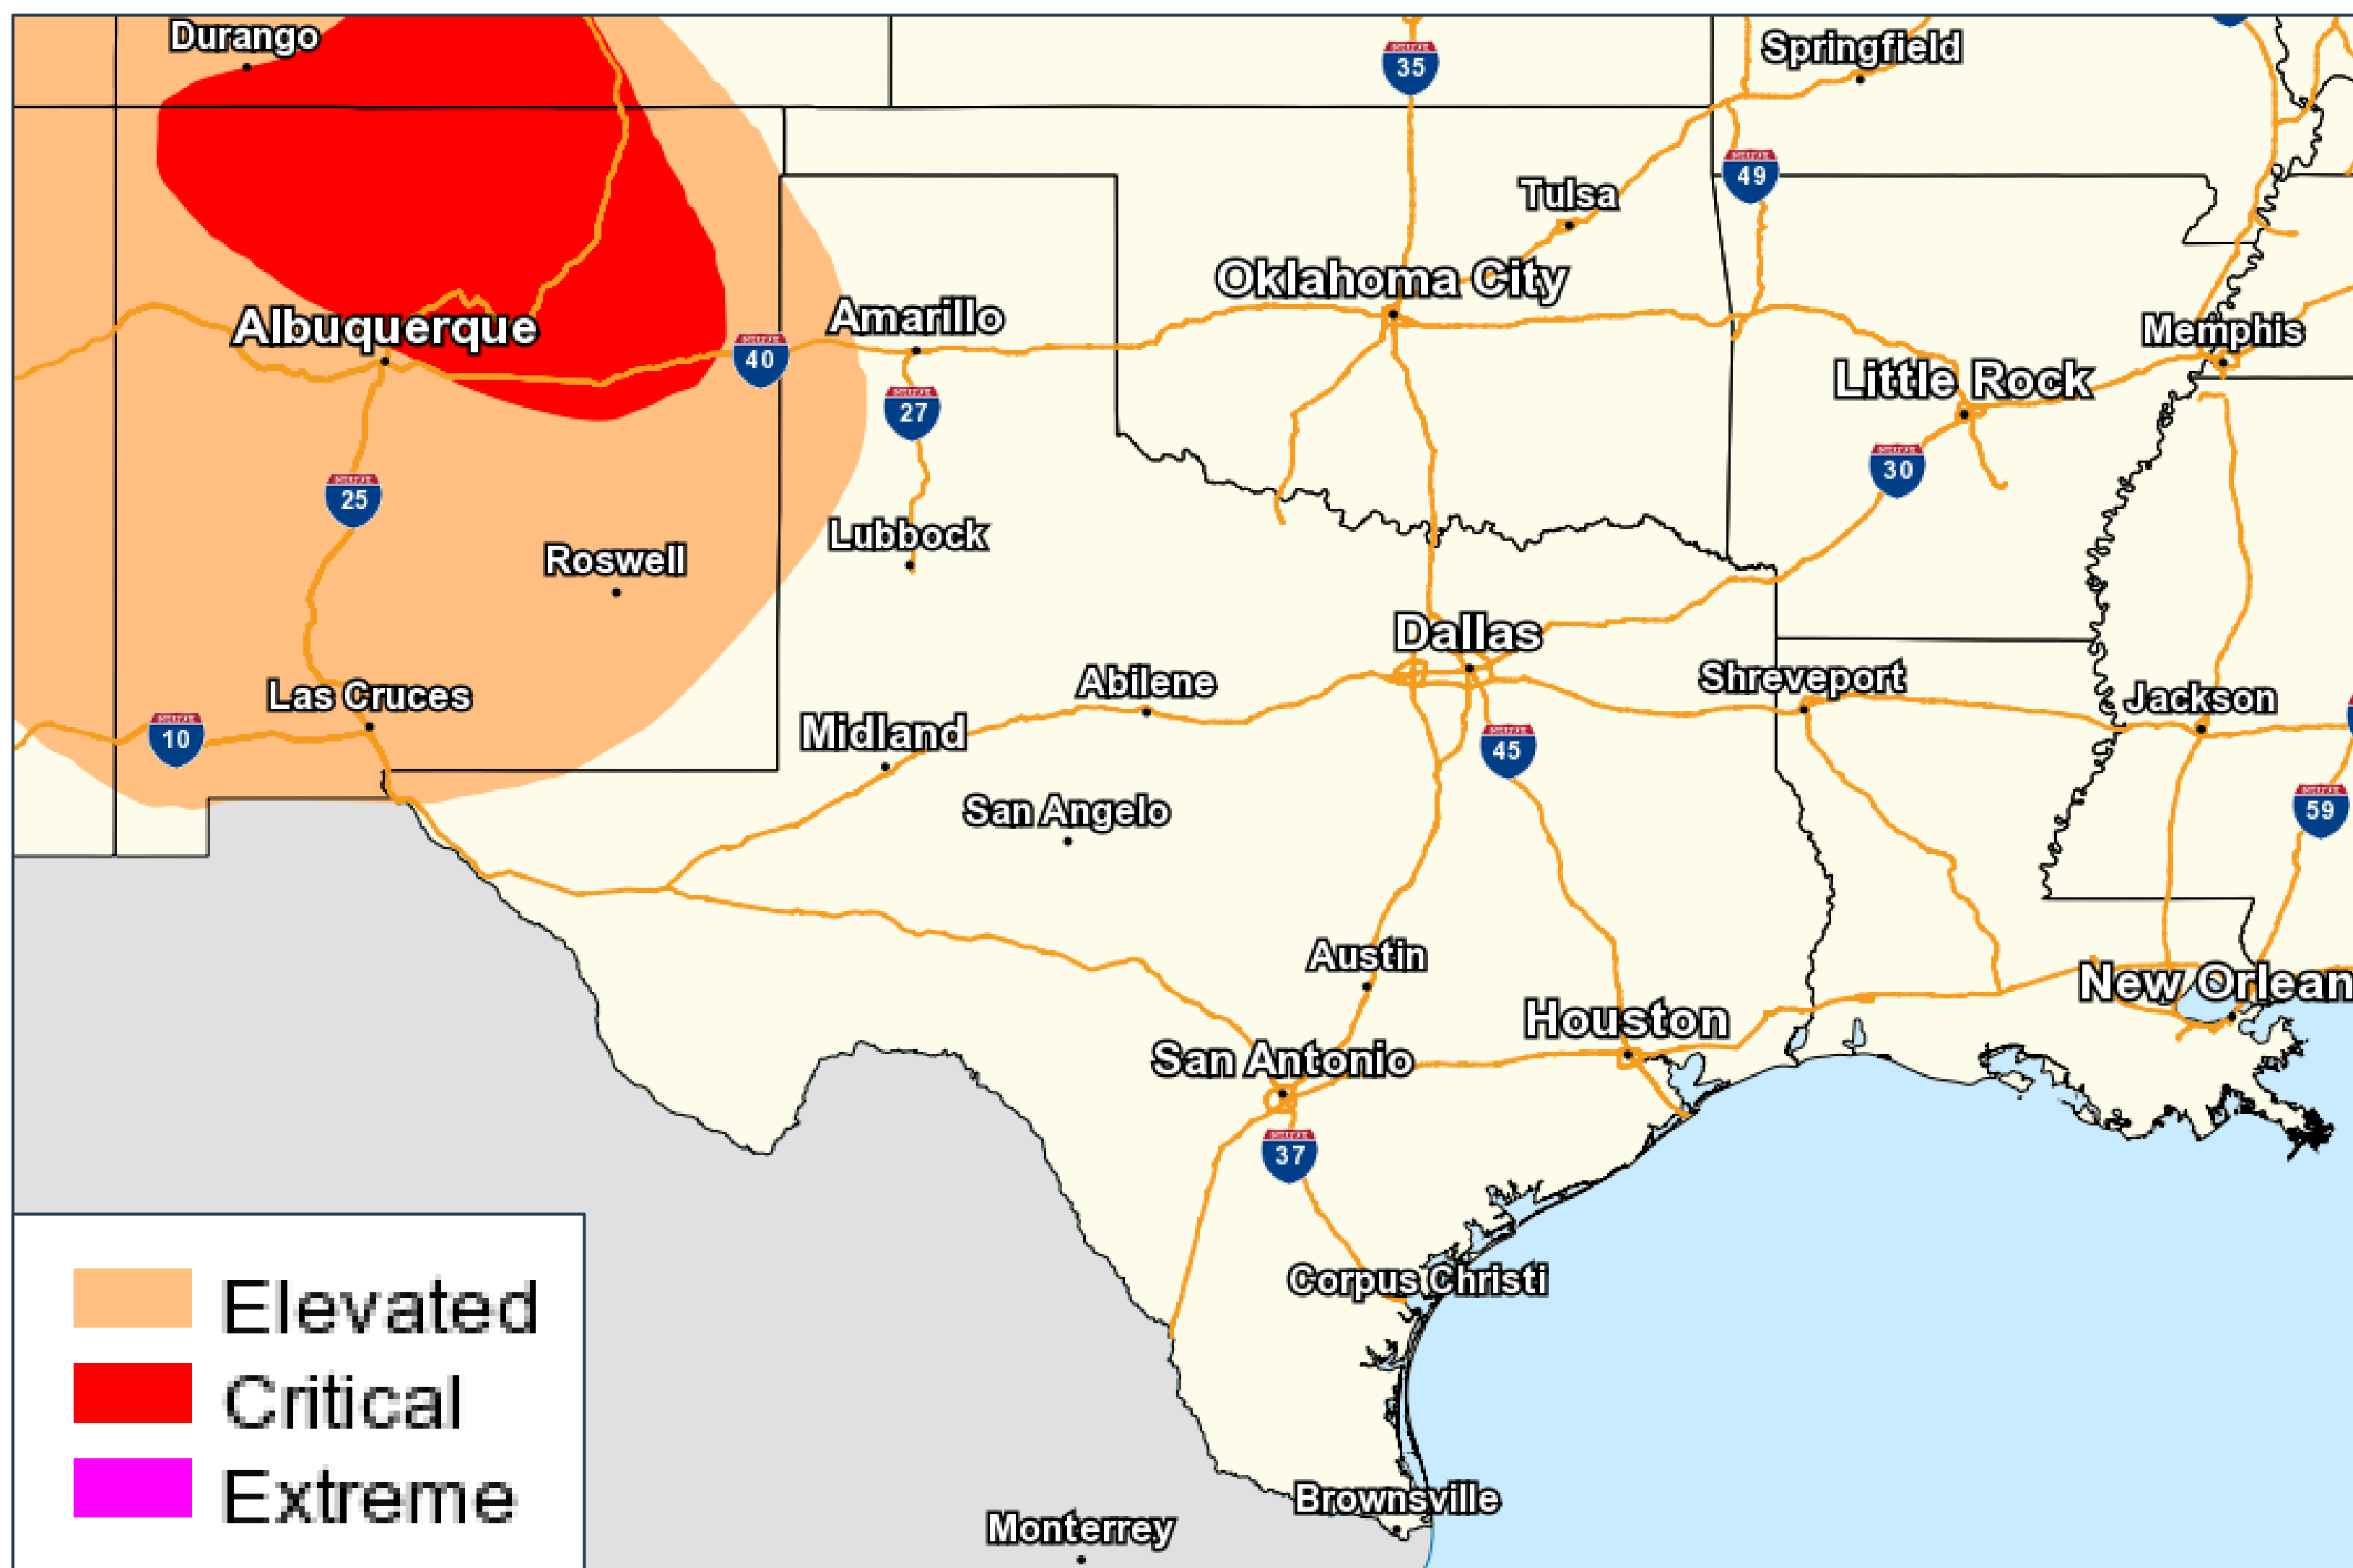 Durango
Springfield
35
49
Tulsa
Oklahoma City
Albuquerque
Amarillo
Memphis
40
Little Rock
27
30
25
Lubbock
Roswell
Dallas
Las Cruces
Abilene
Shreveport
Jackson
10
Midland
45
San Angelo
59
Austin
New Orlean
Houston
San Antonio
37
Corpus Christi
Elevated
Critical
Extreme
Brownsville
Monterrey